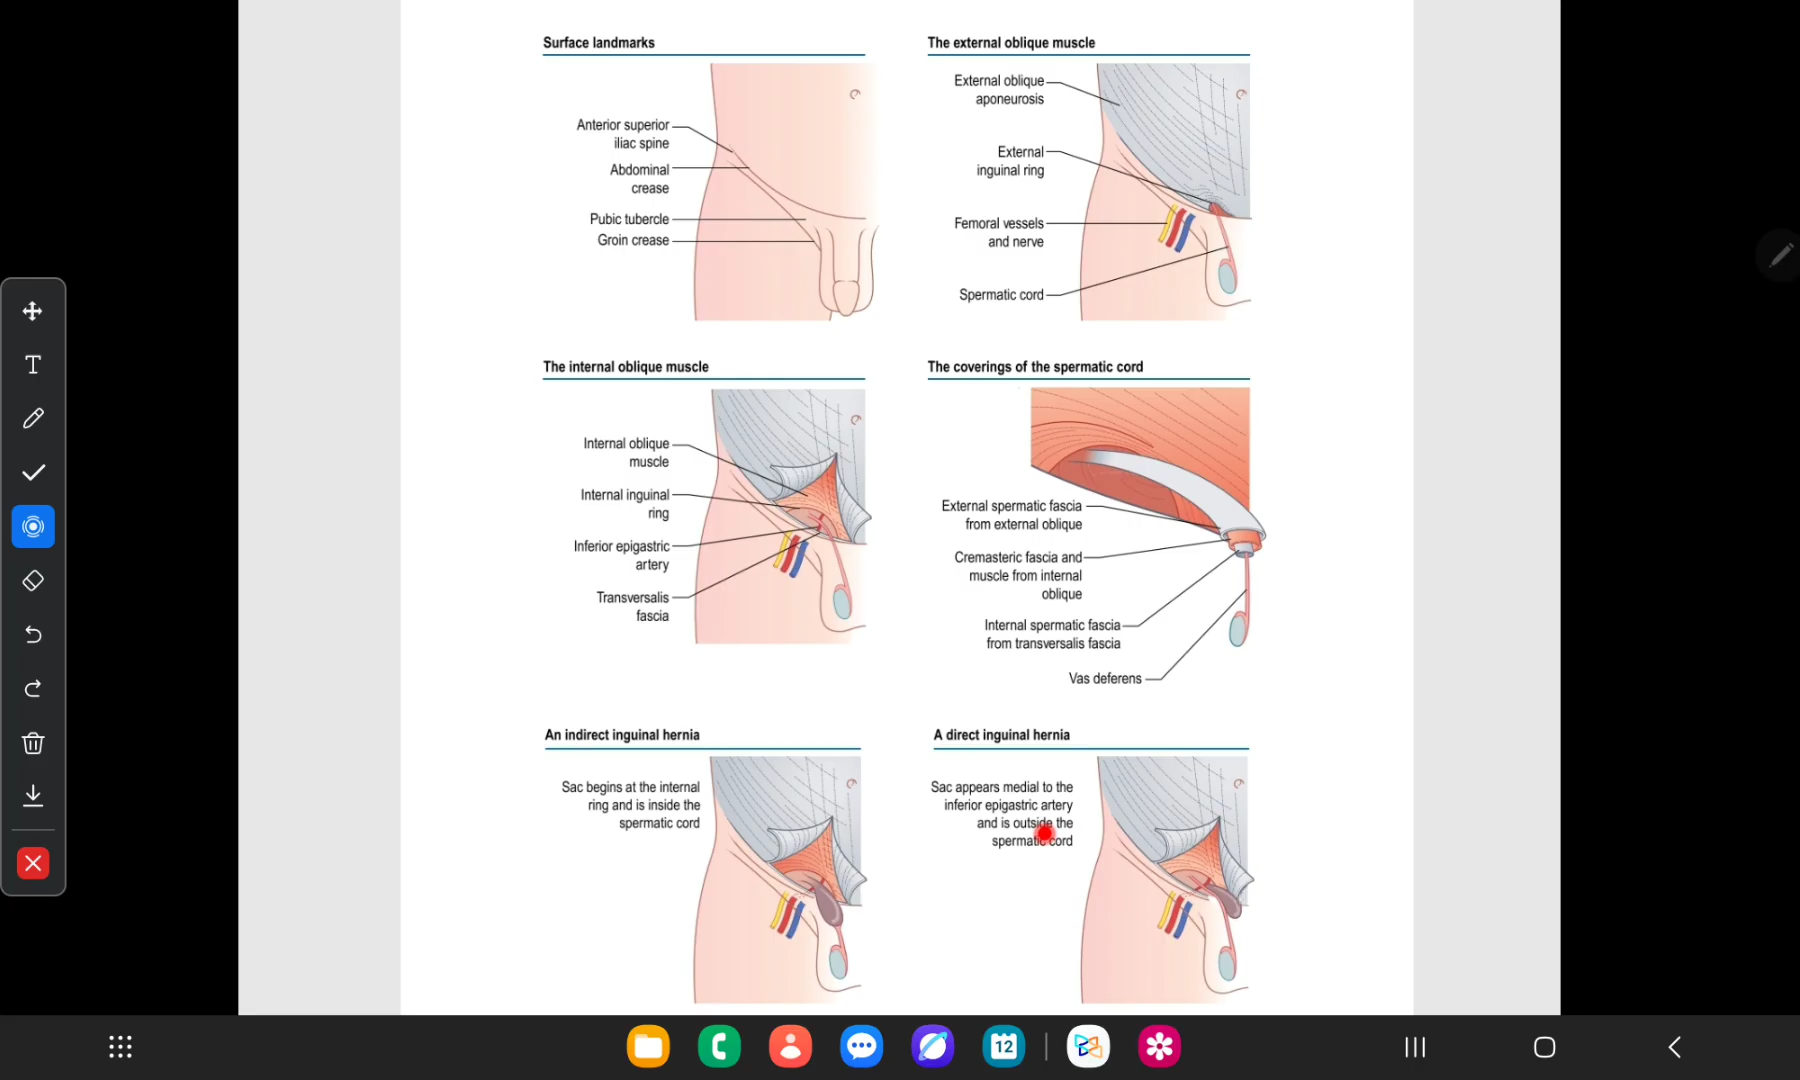 Surface landmarks
Anterior superior
iliac spine
Abdominal
crease
Pubic tubercle
Groin crease
The external oblique muscle
External oblique
aponeurosis
External
inguinal ring
Femoral vessels
and nerve
Spermatic cord
The internal oblique muscle
Internal oblique
muscle
Internal inguinal
ring
Inferior epigastric
artery
Transversalis
fascia
The coverings of the spermatic cord
External spermatic fascia
from external oblique
Cremasteric fascia and
muscle from internal
oblique
Internal spermatic fascia
from transversalis fascia
Vas deferens
An indirect inguinal hernia
Sac begins at the internal
ring and is inside the
spermatic cord
A direct inguinal hernia
Sac appears medial to the
inferior epigastric artery
and is outside the
spermatic cord
T
12